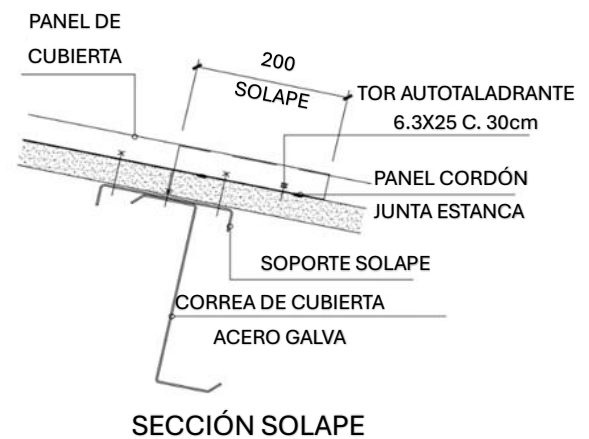 PANEL DE
CUBIERTA
200
SOLAPE
TOR AUTOTALADRANTE
6.3X25 C. 30cm
PANEL CORDÓN
JUNTA ESTANCA
SOPORTE SOLAPE
CORREA DE CUBIERTA
ACERO GALVA
SECCIÓN SOLAPE